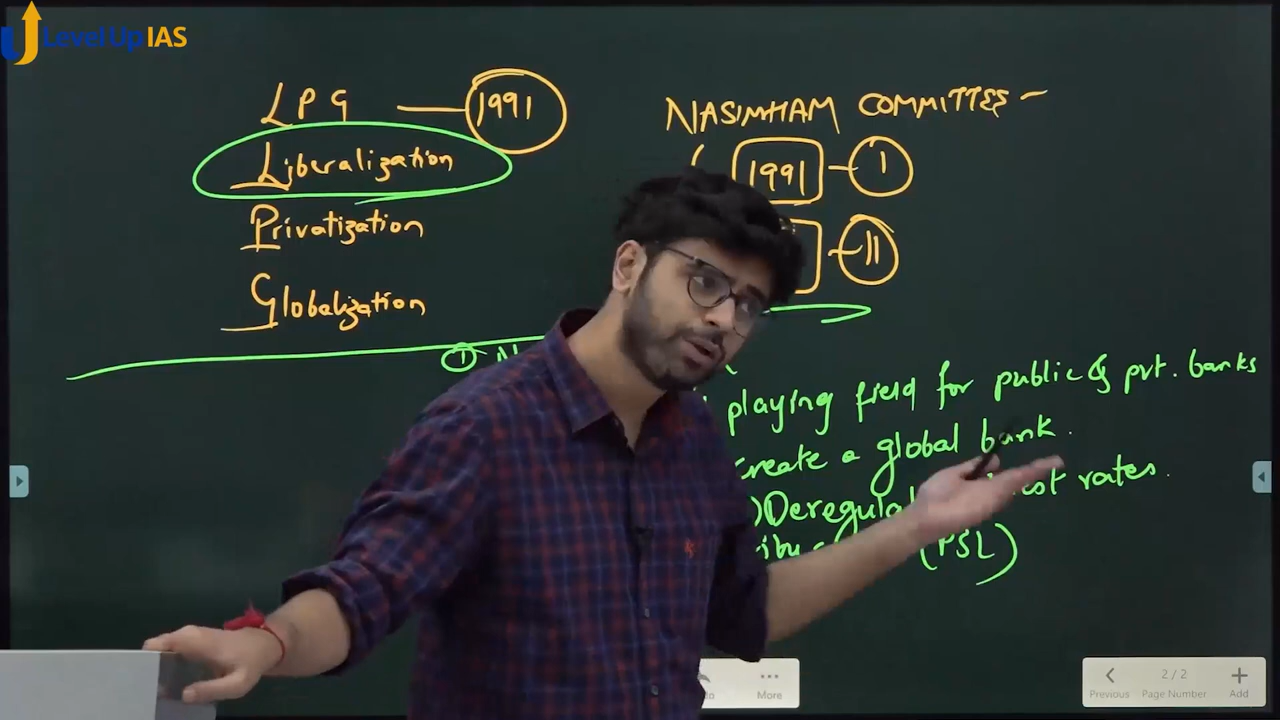 Level Up IAS
LPG — 1991
Liberalization
Privatization
Globalization
NASIMHAM COMMITTEE -
1991 - I
- II
①
playing field for public & pvt. banks
create a global bank.
rates.
(PSL)
More
Previous
2/2
Page Number
Add